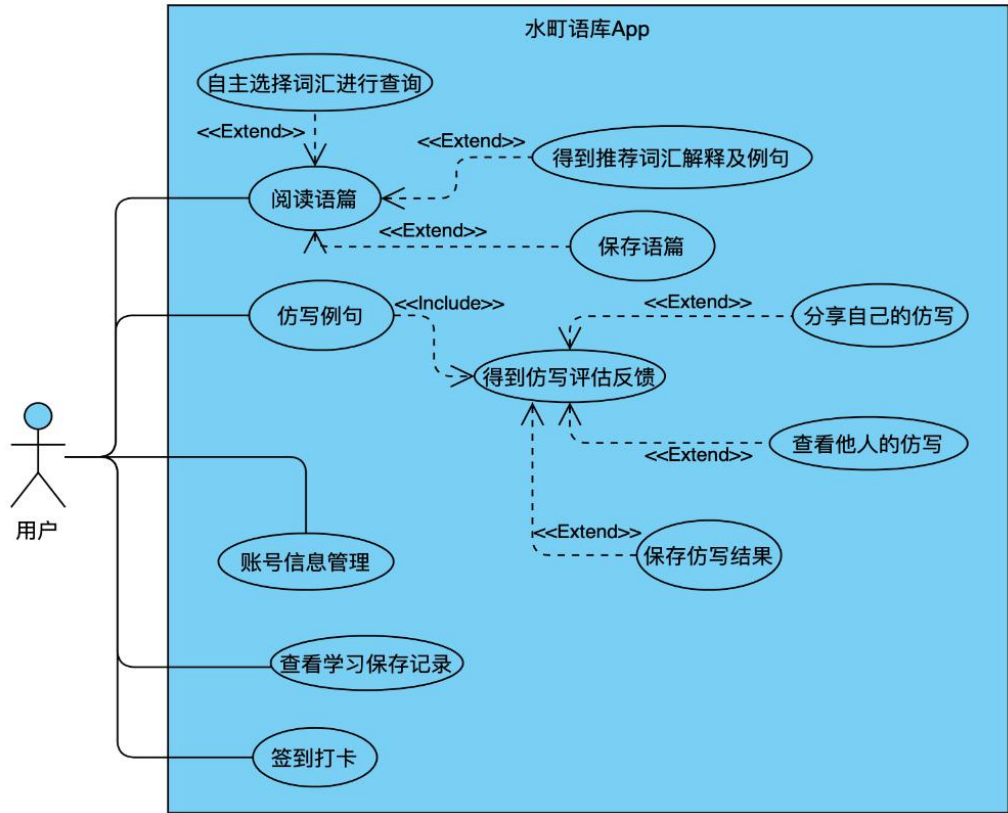 水町语库App
自主选择词汇进行查询
<<Extend>>
<<Extend>>
得到推荐词汇解释及例句
阅读语篇
<<Extend>>
保存语篇
仿写例句
<<Include>>
<<Extend>>
分享自己的仿写
得到仿写评估反馈
查看他人的仿写
<<Extend>>
用户
<<Extend>>
账号信息管理
保存仿写结果
查看学习保存记录
签到打卡